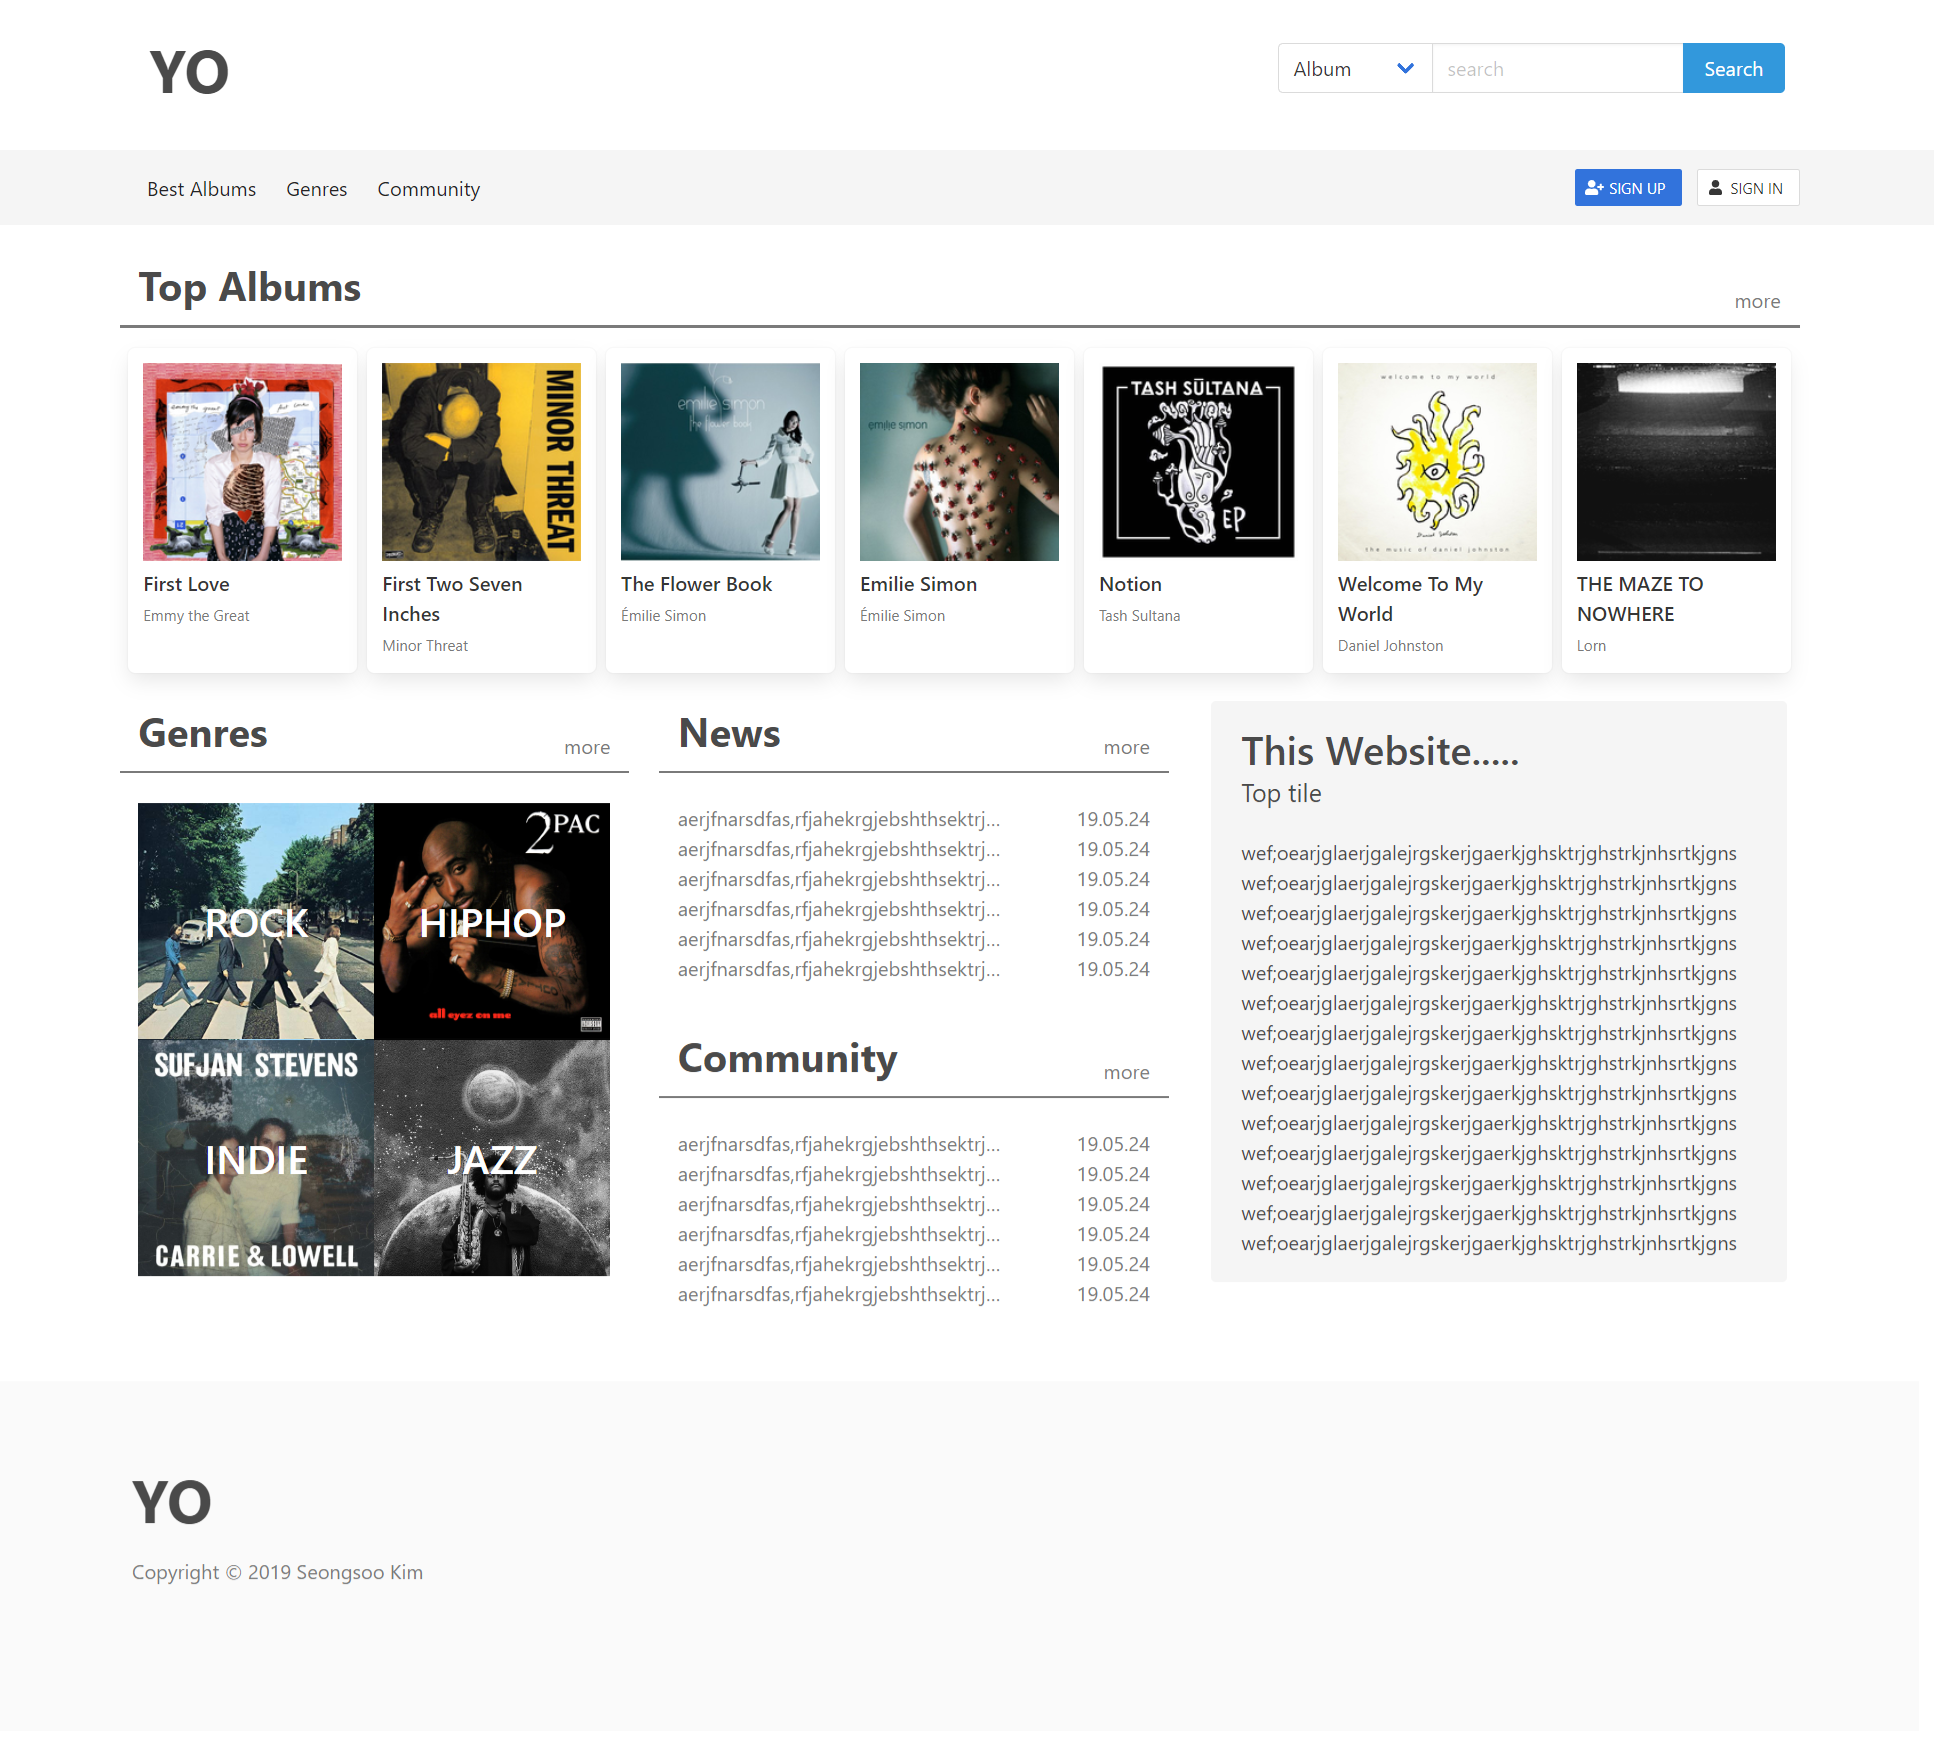 YO
Album
search
Search
Best Albums
Genres
Community
SIGN UP
SIGN IN
Top Albums
more
emilie simon
the flower book
emilie simon
TASH SŪLTANA
NOTION
EP
welcome to my world
the music of daniel johnston
MINOR THREAT
First Love
Emmy the Great
First Two Seven
Inches
Minor Threat
The Flower Book
Émilie Simon
Emilie Simon
Émilie Simon
Notion
Tash Sultana
Welcome To My
World
Daniel Johnston
THE MAZE TO
NOWHERE
Lorn
Genres
more
2PAC
ROCK
HIPHOP
all eyez on me
SUFJAN STEVENS
INDIE
JAZZ
CARRIE & LOWELL
News
more
aerjfnarsdfas,rfjahekrgjebshthsektrj... 19.05.24
aerjfnarsdfas,rfjahekrgjebshthsektrj... 19.05.24
aerjfnarsdfas,rfjahekrgjebshthsektrj... 19.05.24
aerjfnarsdfas,rfjahekrgjebshthsektrj... 19.05.24
aerjfnarsdfas,rfjahekrgjebshthsektrj... 19.05.24
aerjfnarsdfas,rfjahekrgjebshthsektrj... 19.05.24
Community
more
aerjfnarsdfas,rfjahekrgjebshthsektrj... 19.05.24
aerjfnarsdfas,rfjahekrgjebshthsektrj... 19.05.24
aerjfnarsdfas,rfjahekrgjebshthsektrj... 19.05.24
aerjfnarsdfas,rfjahekrgjebshthsektrj... 19.05.24
aerjfnarsdfas,rfjahekrgjebshthsektrj... 19.05.24
aerjfnarsdfas,rfjahekrgjebshthsektrj... 19.05.24
This Website.....
Top tile
wef;oearjglaerjgalejrgskerjgaerkjghsktrjghstrkjnhsrtkjgns
wef;oearjglaerjgalejrgskerjgaerkjghsktrjghstrkjnhsrtkjgns
wef;oearjglaerjgalejrgskerjgaerkjghsktrjghstrkjnhsrtkjgns
wef;oearjglaerjgalejrgskerjgaerkjghsktrjghstrkjnhsrtkjgns
wef;oearjglaerjgalejrgskerjgaerkjghsktrjghstrkjnhsrtkjgns
wef;oearjglaerjgalejrgskerjgaerkjghsktrjghstrkjnhsrtkjgns
wef;oearjglaerjgalejrgskerjgaerkjghsktrjghstrkjnhsrtkjgns
wef;oearjglaerjgalejrgskerjgaerkjghsktrjghstrkjnhsrtkjgns
wef;oearjglaerjgalejrgskerjgaerkjghsktrjghstrkjnhsrtkjgns
wef;oearjglaerjgalejrgskerjgaerkjghsktrjghstrkjnhsrtkjgns
wef;oearjglaerjgalejrgskerjgaerkjghsktrjghstrkjnhsrtkjgns
wef;oearjglaerjgalejrgskerjgaerkjghsktrjghstrkjnhsrtkjgns
wef;oearjglaerjgalejrgskerjgaerkjghsktrjghstrkjnhsrtkjgns
wef;oearjglaerjgalejrgskerjgaerkjghsktrjghstrkjnhsrtkjgns
YO
Copyright © 2019 Seongsoo Kim